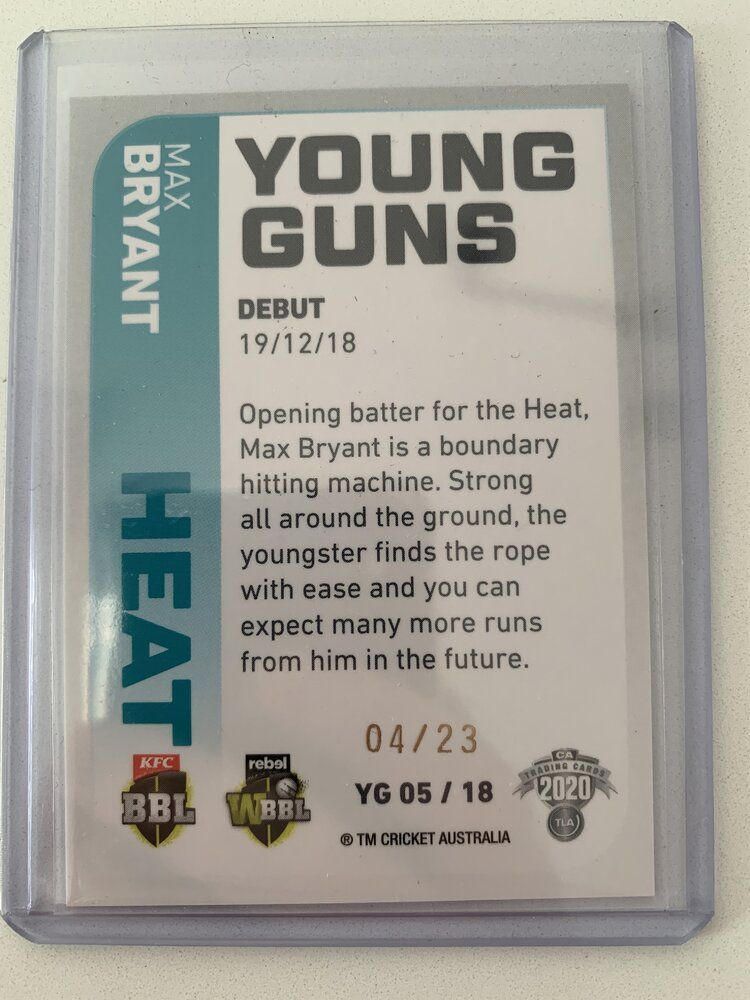 MAX
BRYANT
HEAT
YOUNG
GUNS
DEBUT
19/12/18
Opening batter for the Heat,
Max Bryant is a boundary
hitting machine. Strong
all around the ground, the
youngster finds the rope
with ease and you can
expect many more runs
from him in the future.
04/23
KFC
BBL
rebel
WBBL
YG 05 / 18
® TM CRICKET AUSTRALIA
CA
TRADING CARDS
2020
TLA